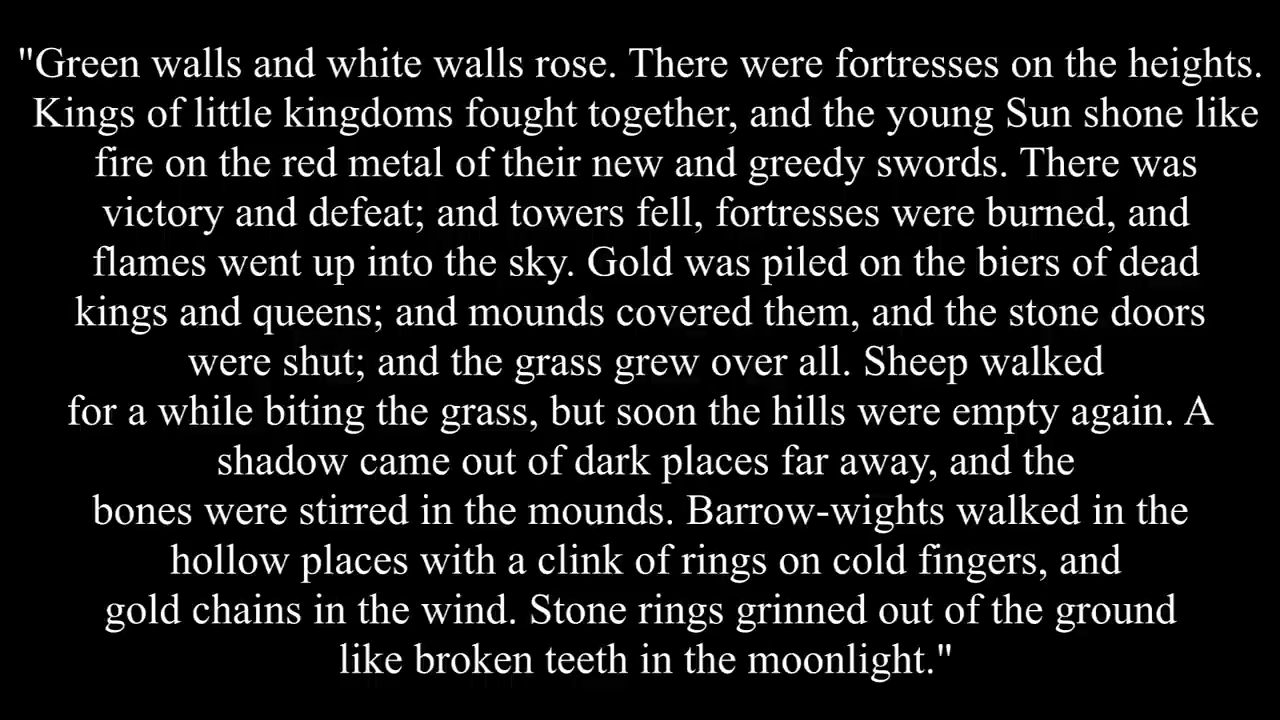 "Green walls and white walls rose. There were fortresses on the heights.
Kings of little kingdoms fought together, and the young Sun shone like
fire on the red metal of their new and greedy swords. There was
victory and defeat; and towers fell, fortresses were burned, and
flames went up into the sky. Gold was piled on the biers of dead
kings and queens; and mounds covered them, and the stone doors
were shut; and the grass grew over all. Sheep walked
for a while biting the grass, but soon the hills were empty again. A
shadow came out of dark places far away, and the
bones were stirred in the mounds. Barrow-wights walked in the
hollow places with a clink of rings on cold fingers, and
gold chains in the wind. Stone rings grinned out of the ground
like broken teeth in the moonlight."